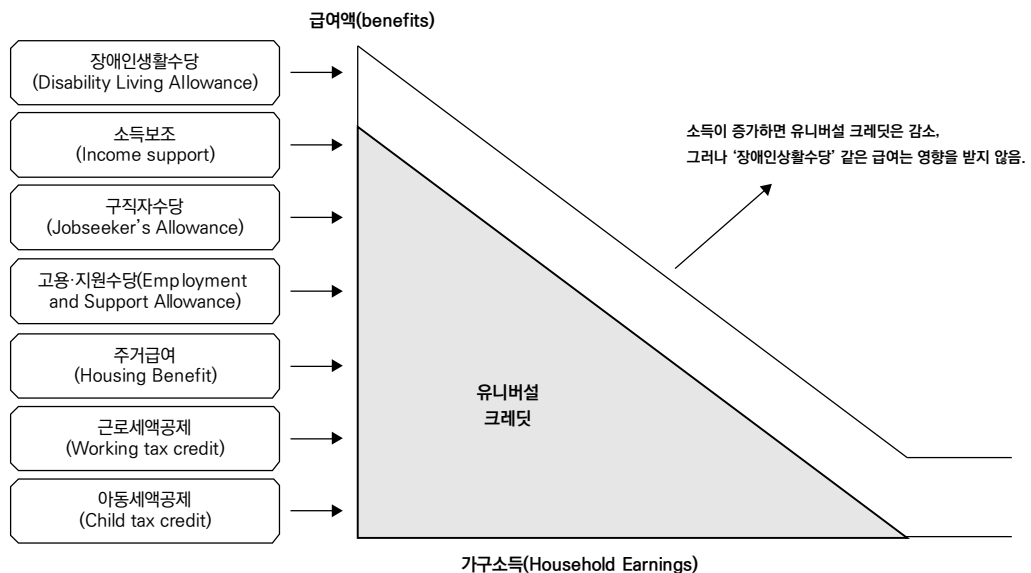 급여액(benefits)
장애인생활수당
(Disability Living Allowance)
소득보조
(Income support)
구직자수당
(Jobseeker's Allowance)
고용·지원수당(Employment
and Support Allowance)
주거급여
(Housing Benefit)
근로세액공제
(Working tax credit)
아동세액공제
(Child tax credit)
소득이 증가하면 유니버설 크레딧은 감소,
그러나 ‘장애인상활수당’ 같은 급여는 영향을 받지 않음.
유니버설
크레딧
가구소득(Household Earnings)